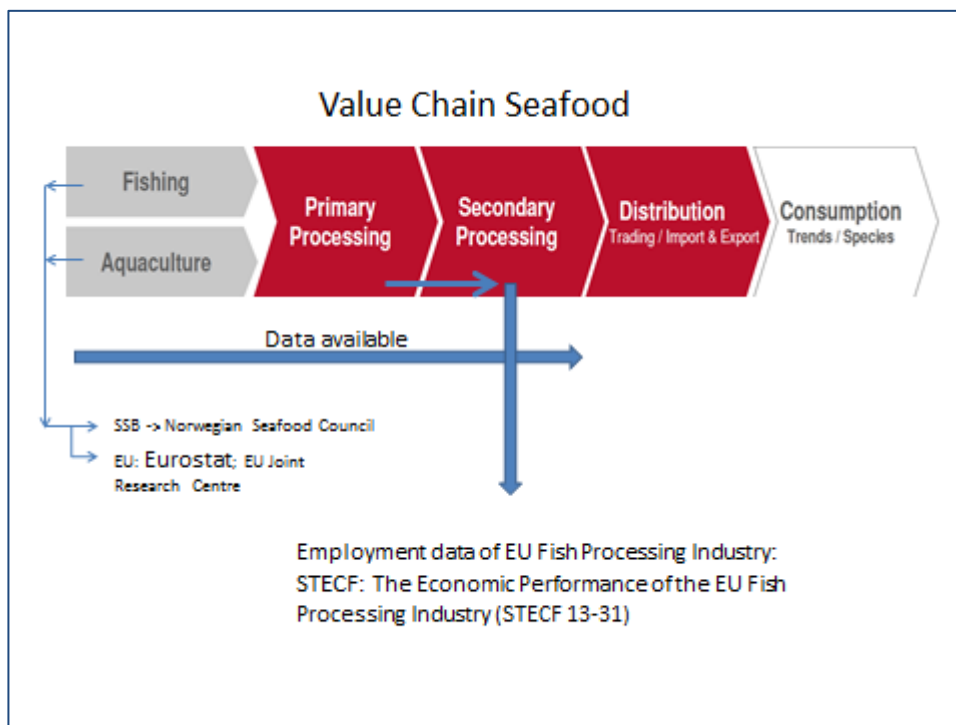 Value Chain Seafood
Fishing
Aquaculture
Primary
Processing
Secondary
Processing
Distribution
Trading / Import & Export
Consumption
Trends / Species
Data available
SSB -> Norwegian Seafood Council
EU: Eurostat; EU Joint
Research Centre
Employment data of EU Fish Processing Industry:
STECF: The Economic Performance of the EU Fish
Processing Industry (STECF 13-31)